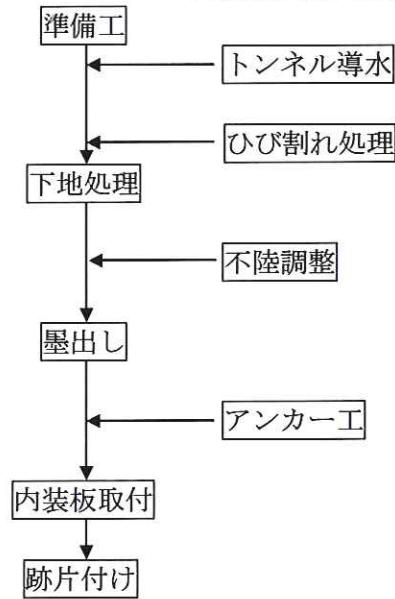 準備工
トンネル導水
ひび割れ処理
下地処理
不陸調整
墨出し
アンカー工
内装板取付
跡片付け